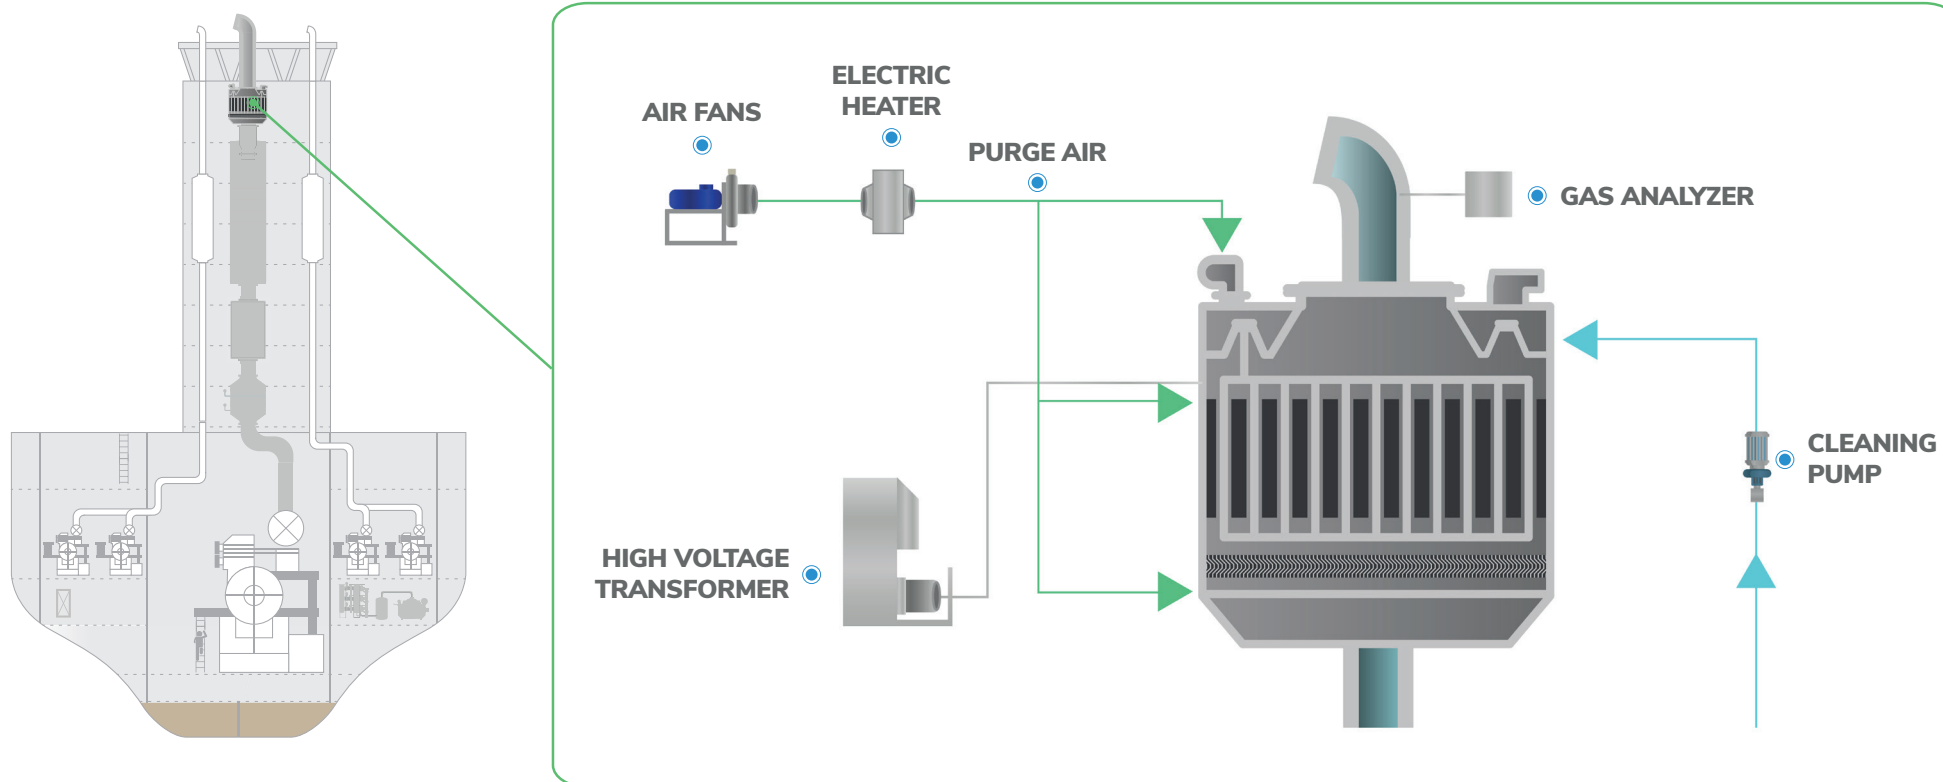 ELECTRIC
HEATER
AIR FANS
PURGE AIR
GAS ANALYZER
CLEANING
PUMP
HIGH VOLTAGE
TRANSFORMER